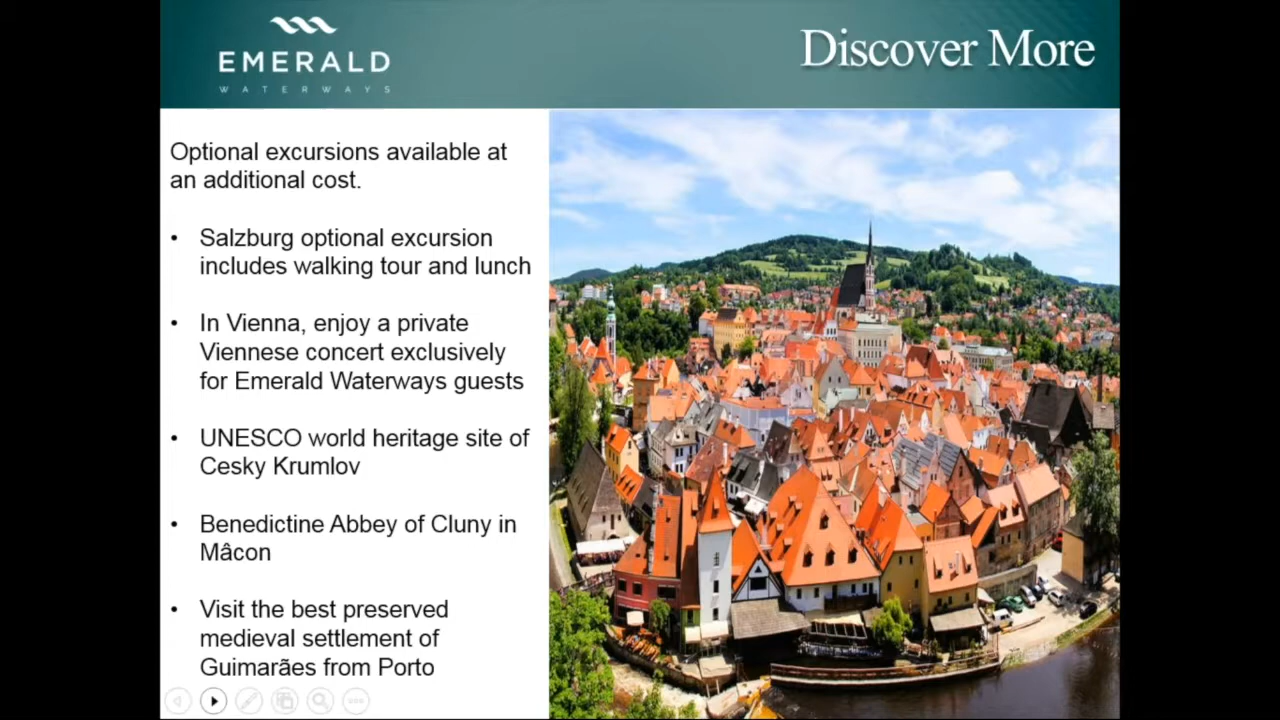 EMERALD
WATERWAYS
Discover More
Optional excursions available at
an additional cost.
• Salzburg optional excursion
includes walking tour and lunch
• In Vienna, enjoy a private
Viennese concert exclusively
for Emerald Waterways guests
• UNESCO world heritage site of
Cesky Krumlov
• Benedictine Abbey of Cluny in
Mâcon
• Visit the best preserved
medieval settlement of
Guimarães from Porto